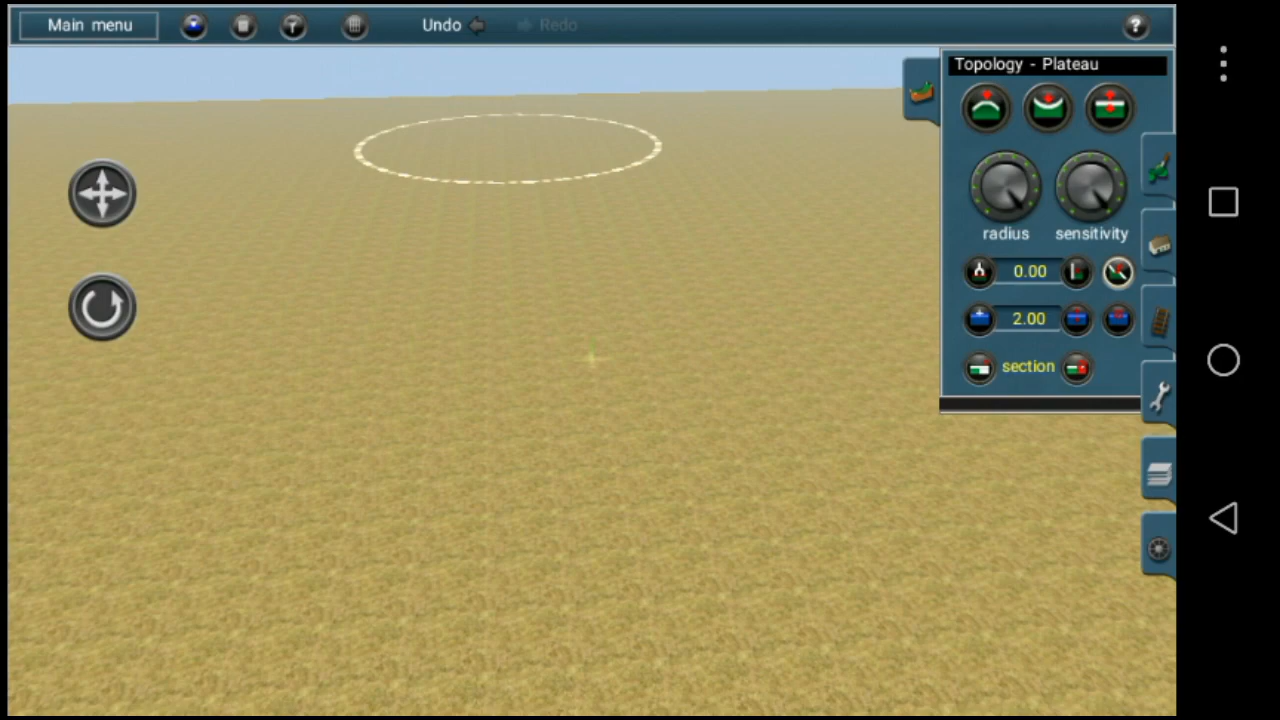 Main menu
Undo
Redo
?
Topology - Plateau
radius
sensitivity
0.00
2.00
section